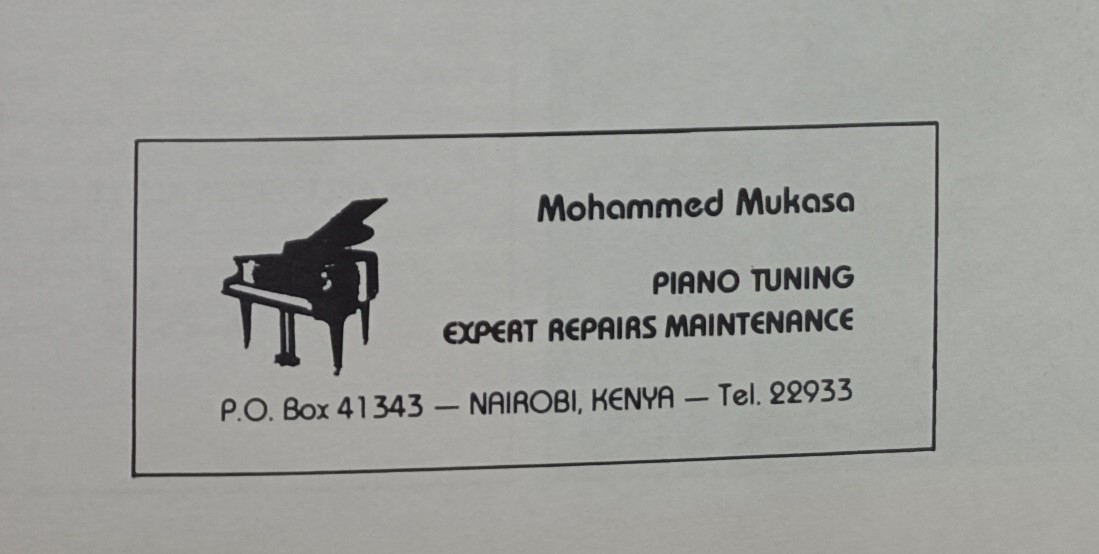 Mohammed Mukasa
PIANO TUNING
EXPERT REPAIRS MAINTENANCE
P.O. Box 41343 — NAIROBI, KENYA — Tel. 22933